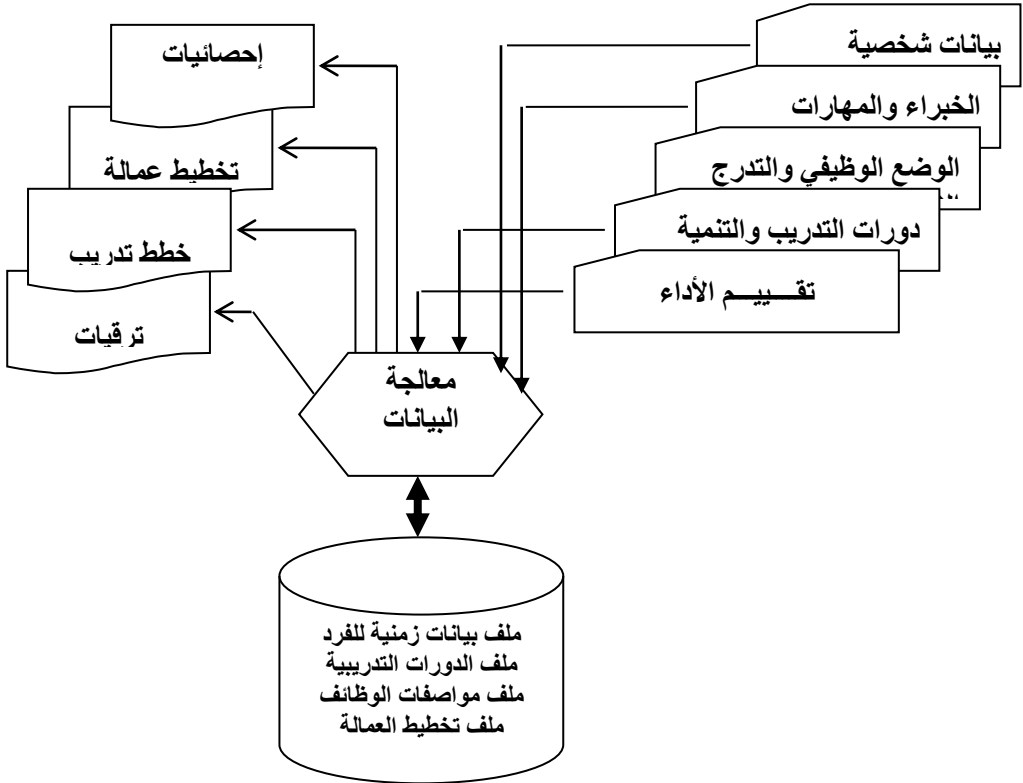 بيانات شخصية
الخبراء والمهارات
الوضع الوظيفي والتدرج
دورات التدريب والتنمية
تقـــييـــم الأداء
إحصائيات
تخطيط عمالة
خطط تدريب
ترقيات
معالجة
البيانات
ملف بيانات زمنية للفرد
ملف الدورات التدريبية
ملف مواصفات الوظائف
ملف تخطيط العمالة